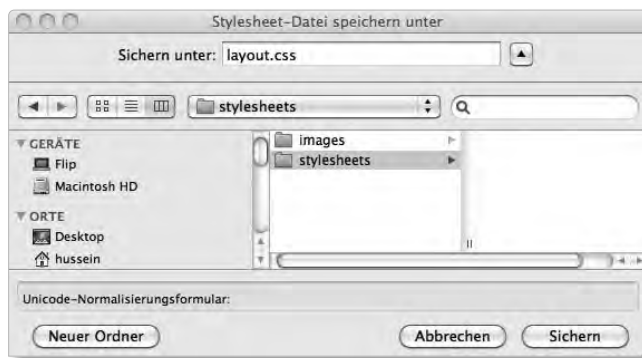 Stylesheet-Datei speichern unter
Sichern unter: layout.css
stylesheets
GERÄTE
Flip
Macintosh HD
ORTE
Desktop
hussein
images
stylesheets
Unicode-Normalisierungsformular:
Neuer Ordner
Abbrechen
Sichern